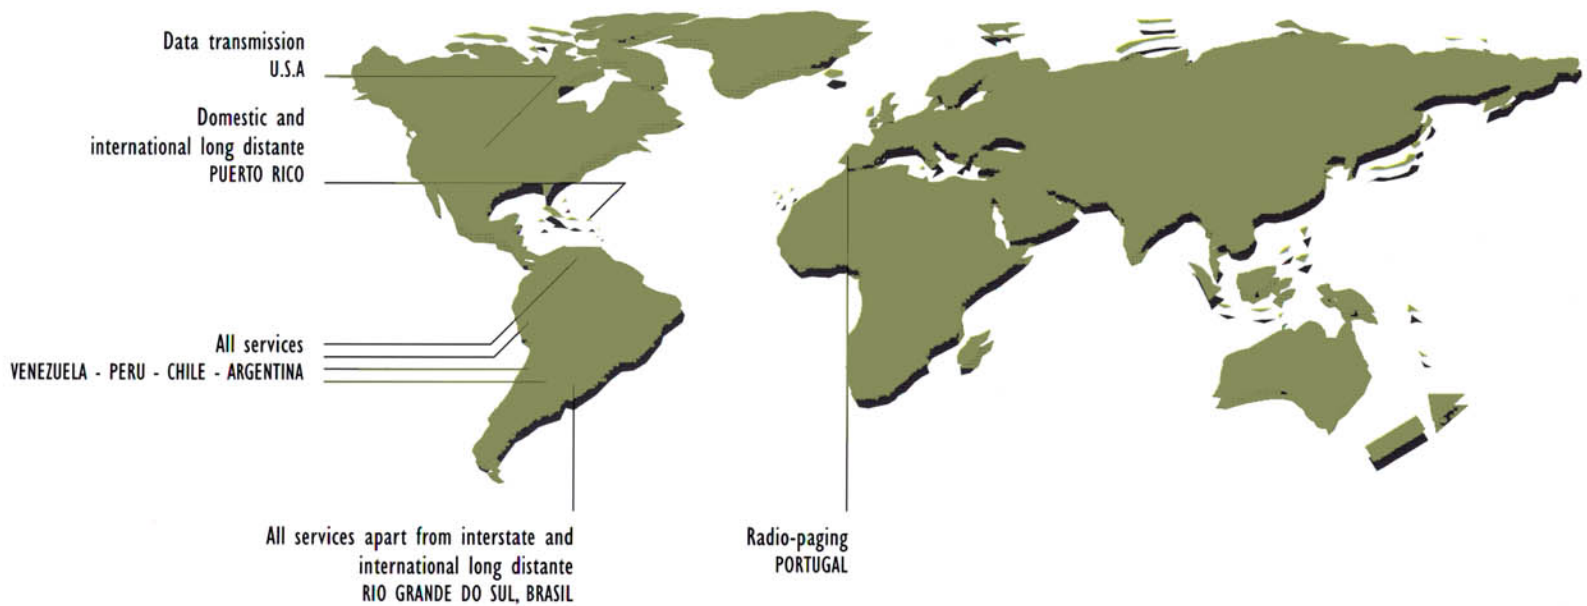 Data transmission
U.S.A
Domestic and
international long distante
PUERTO RICO
All services
VENEZUELA - PERU - CHILE - ARGENTINA
All services apart from interstate and
international long distante
RIO GRANDE DO SUL, BRASIL
Radio-paging
PORTUGAL